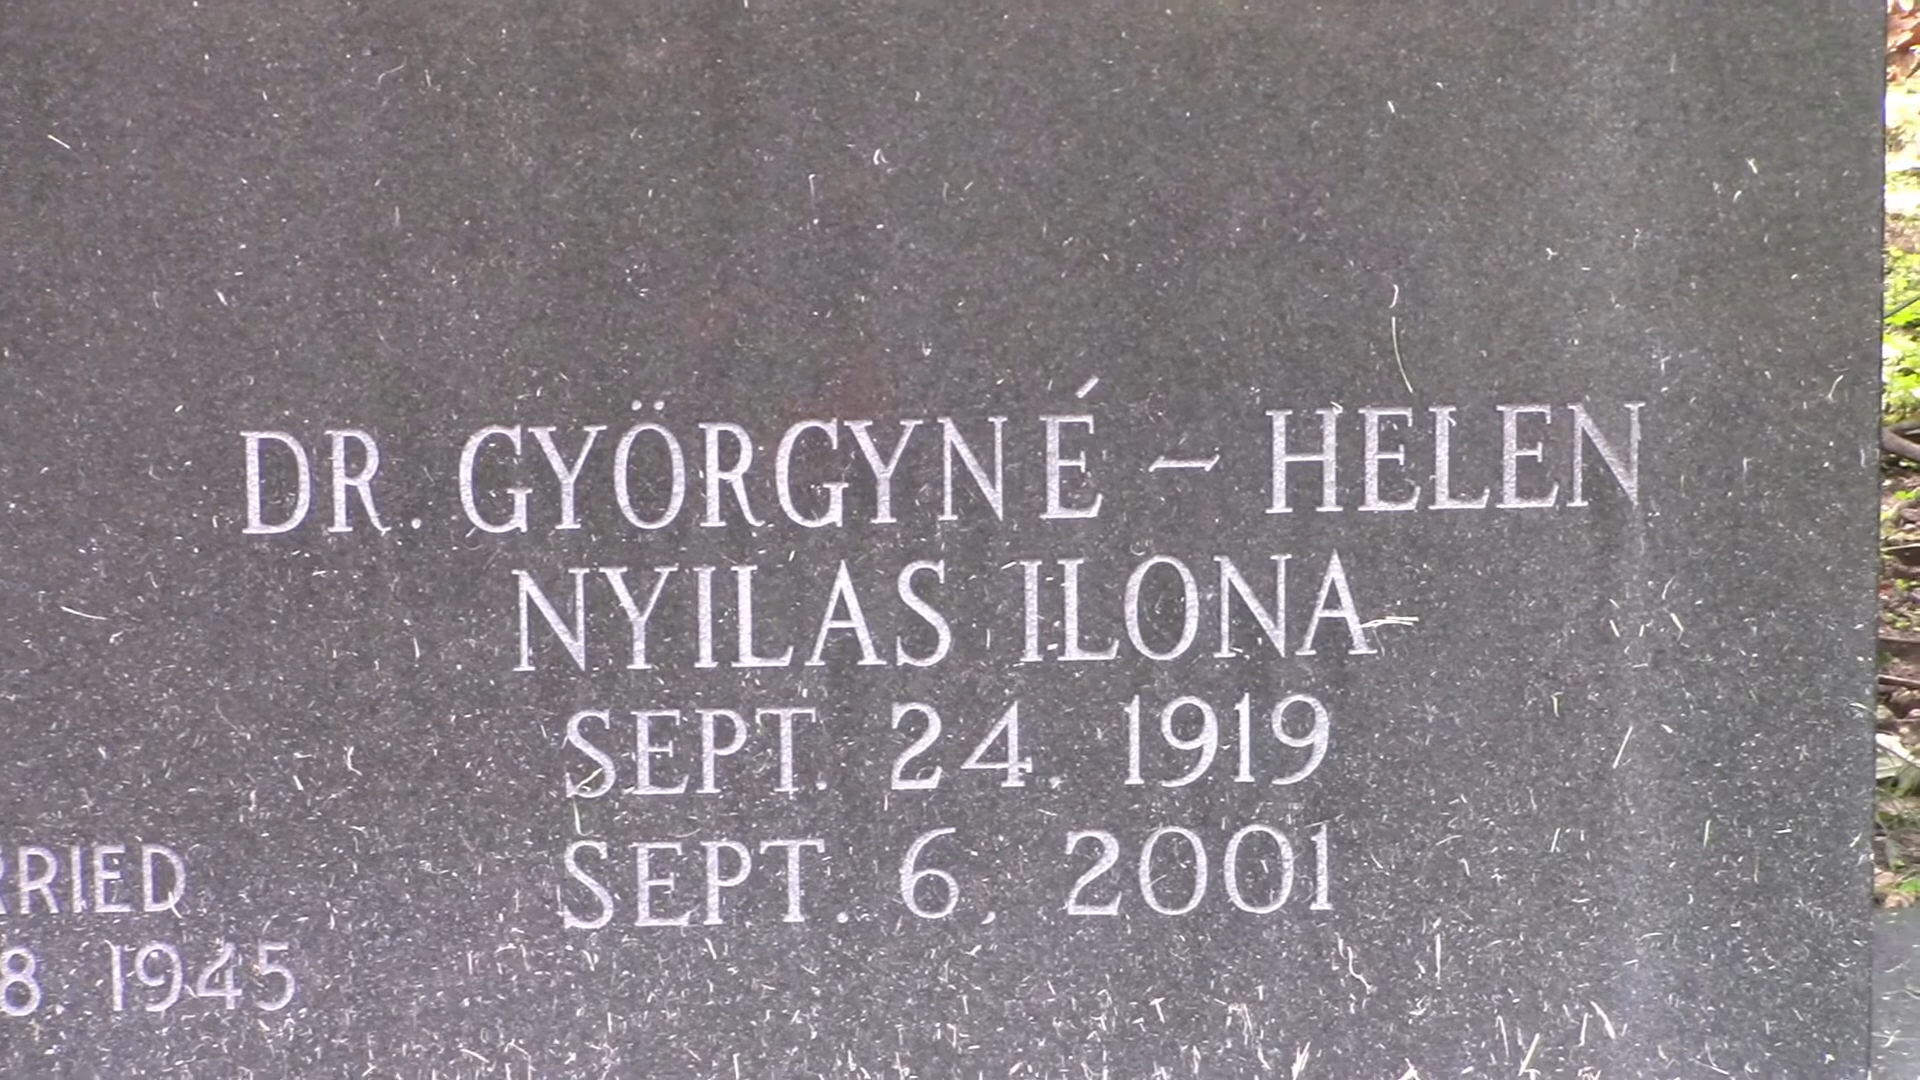 DR. GYÖRGYNÉ – HELEN
NYILAS ILONA
SEPT. 24, 1919
SEPT. 6, 2001
RRIED
8, 1945